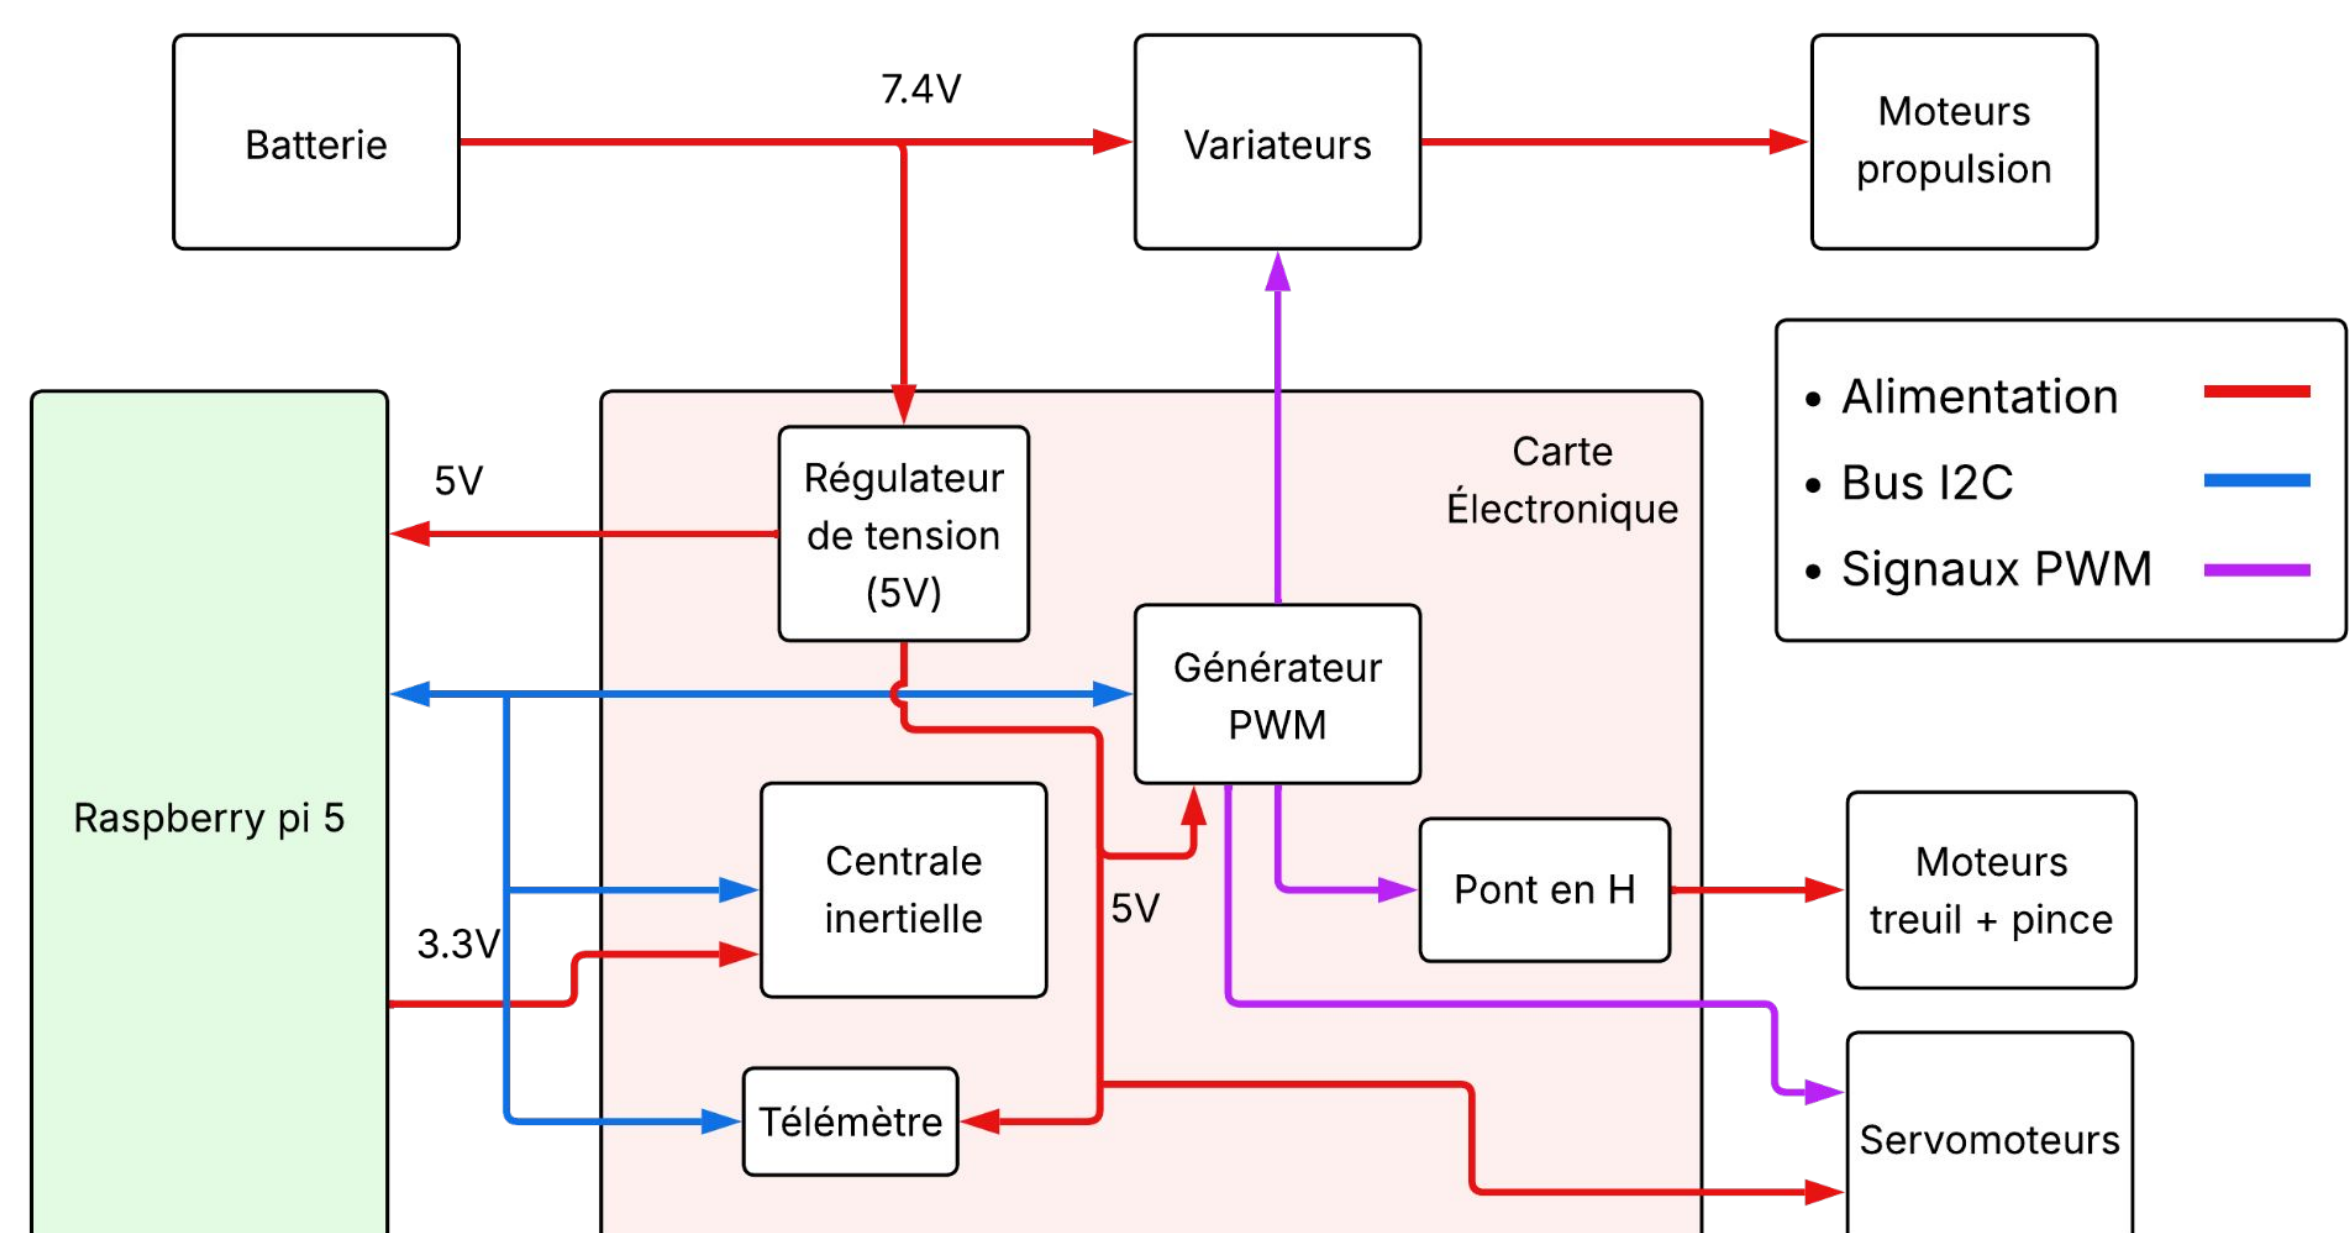 7.4V
Batterie
Variateurs
Moteurs
propulsion
• Alimentation
• Bus I2C
• Signaux PWM
Carte
Électronique
5V
Régulateur
de tension
(5V)
Générateur
PWM
Raspberry pi 5
Centrale
inertielle
3.3V
5V
Pont en H
Moteurs
treuil + pince
Télémètre
Servomoteurs